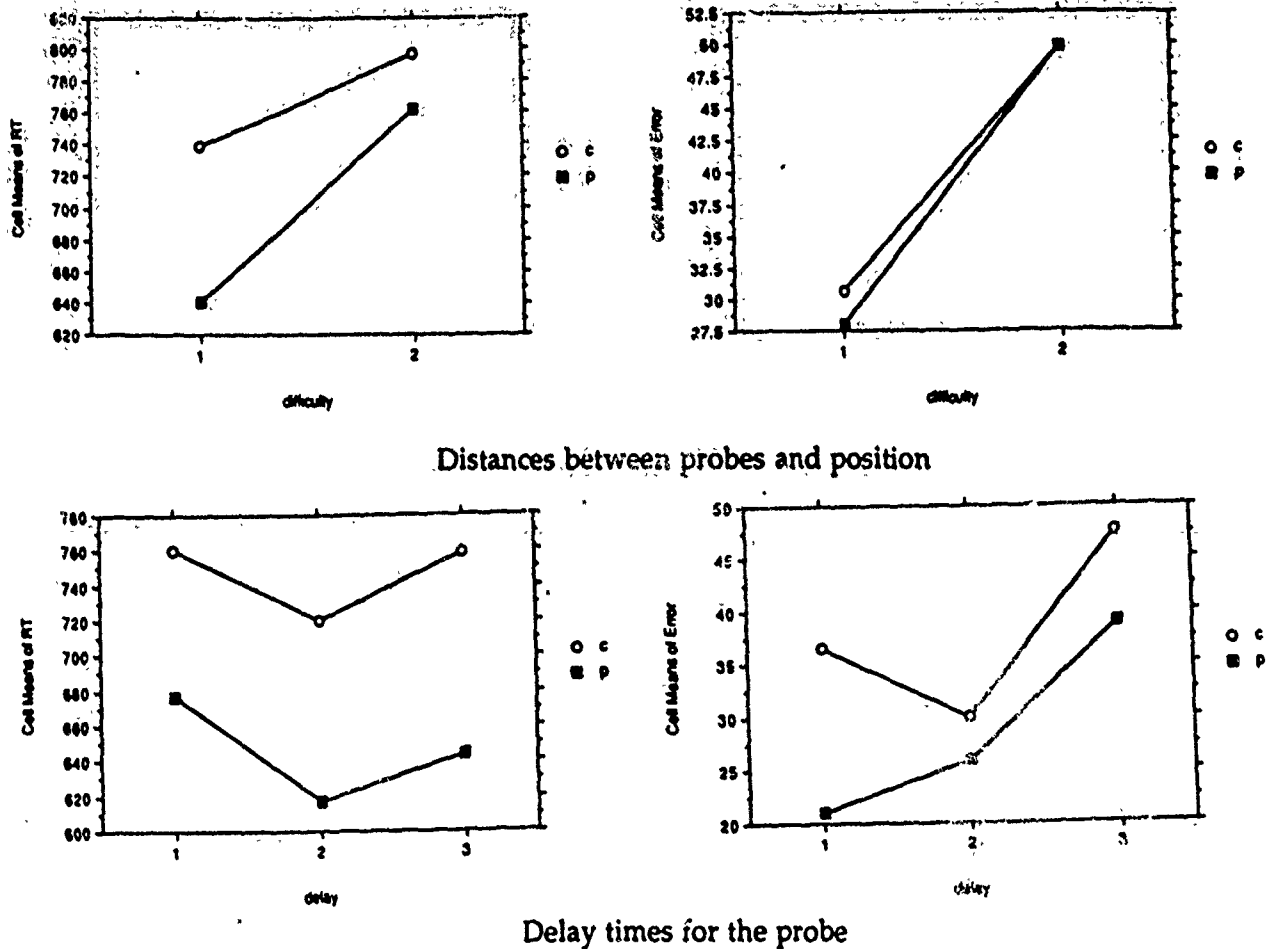 820
800
780
760
740
720
700
680
660
640
620
Cell Means of RT
1 2
difficulty
c
p
52.5
50
47.5
45
42.5
40
37.5
35
32.5
30
27.5
Cell Means of Error
1 2
difficulty
c
p
Distances between probes and position
780
760
740
720
700
680
660
640
620
600
Cell Means of RT
1 2 3
delay
c
p
50
45
40
35
30
25
20
Cell Means of Error
1 2 3
delay
c
p
Delay times for the probe